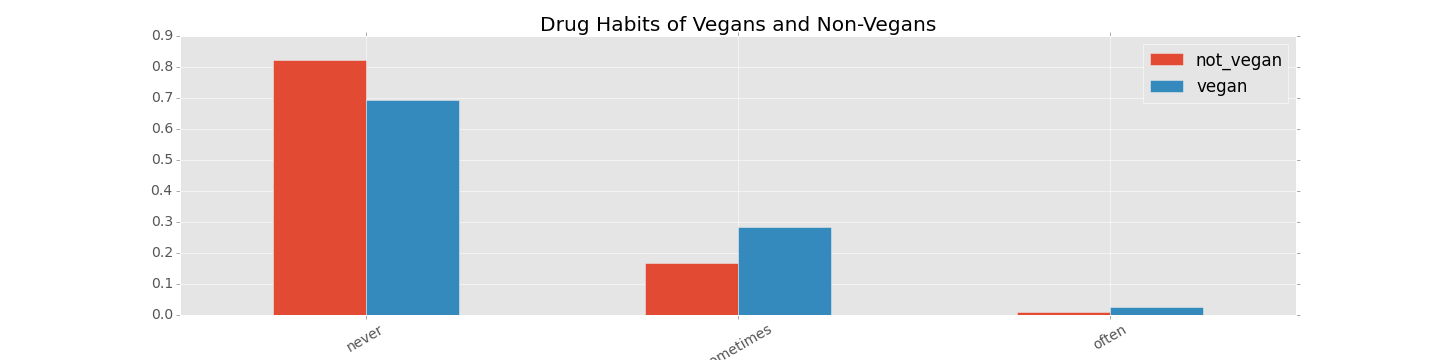 Drug Habits of Vegans and Non-Vegans
0.9
0.8
0.7
0.6
0.5
0.4
0.3
0.2
0.1
0.0
not_vegan
vegan
never
ometimes
often